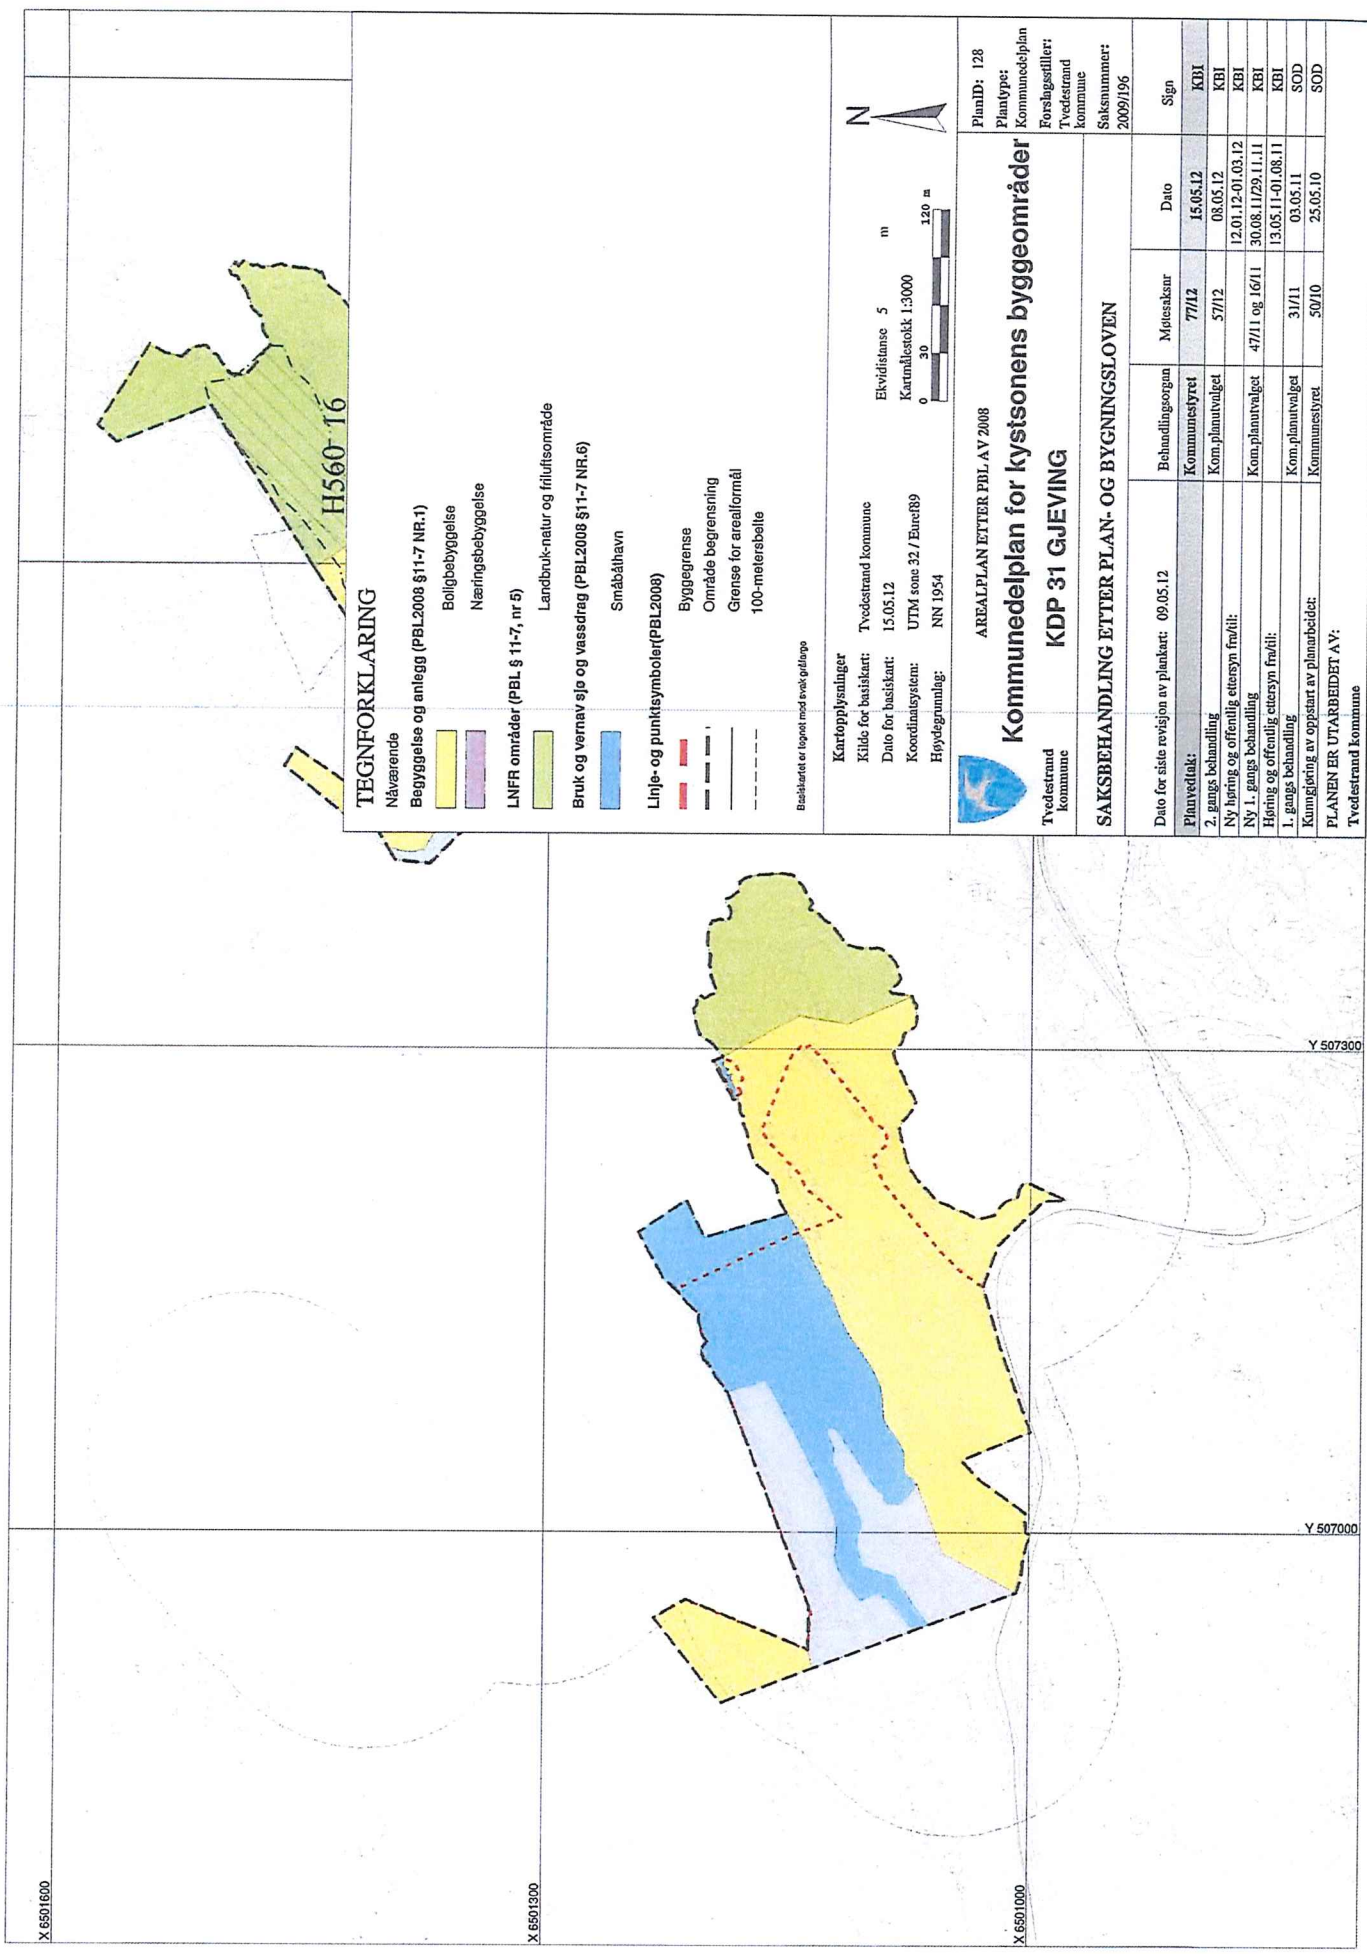 X 6501600
X 6501300
X 6501000
Y 507300
Y 507000
H560_16
TEGNFORKLARING
Nåværende
Begyggelse og anlegg (PBL2008 §11-7 NR.1)
Boligbebyggelse
Næringsbebyggelse
LNFR områder (PBL § 11-7, nr 5)
Landbruk-natur og friluftsområde
Bruk og vernav sjø og vassdrag (PBL2008 §11-7 NR.6)
Småbåthavn
Linje- og punktsymboler(PBL2008)
Byggegrense
Område begrensning
Grense for arealformål
100-metersbelte
Basiskartet er tegnet med svak gråfarge
Kartopplysninger
Kilde for basiskart: Tvedestrand kommune
Dato for basiskart: 15.05.12
Koordinatsystem: UTM sone 32 / Euref89
Høydegrunnlag: NN 1954
Ekvidistanse 5 m
Kartmålestokk 1:3000
0 30 120 m
N
Tvedestrand
kommune
AREALPLAN ETTER PBL AV 2008
Kommunedelplan for kystsonens byggeområder
KDP 31 GJEVING
PlanID: 128
Plantype:
Kommunedelplan
Forslagsstiller:
Tvedestrand
kommune
Saksnummer:
2009/196
SAKSBEHANDLING ETTER PLAN- OG BYGNINGSLOVEN
Dato for siste revisjon av plankart: 09.05.12 Behandlingsorgan Møtesaksnr Dato Sign
Planvedtak: Kommunestyret 77/12 15.05.12 KBI
2. gangs behandling Kom.planutvalget 57/12 08.05.12 KBI
Ny høring og offentlig ettersyn fra/til: 12.01.12-01.03.12 KBI
Ny 1. gangs behandling Kom.planutvalget 47/11 og 16/11 30.08.11/29.11.11 KBI
Høring og offentlig ettersyn fra/til: 13.05.11-01.08.11 KBI
1. gangs behandling Kom.planutvalget 31/11 03.05.11 SOD
Kunngjøring av oppstart av planarbeidet: Kommunestyret 50/10 25.05.10 SOD
PLANEN ER UTARBEIDET AV:
Tvedestrand kommune